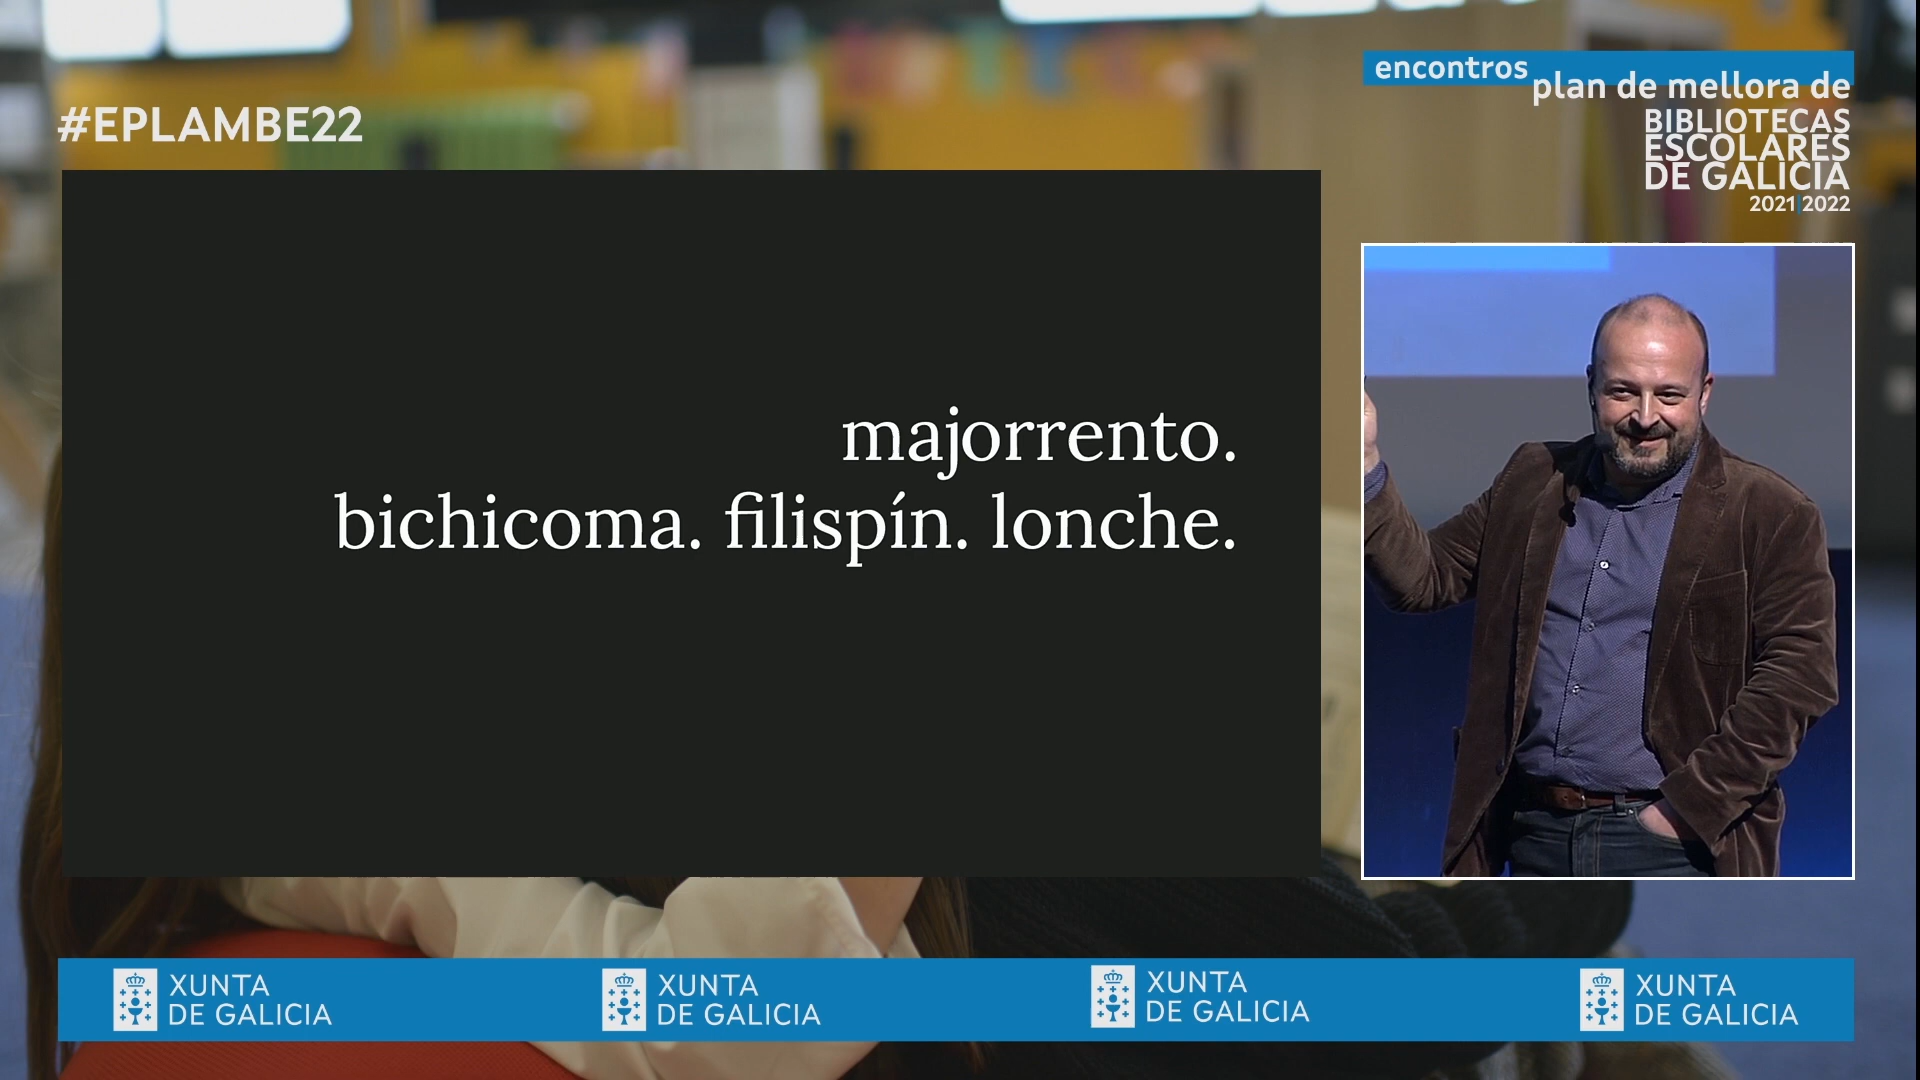 #EPLAMBE22
encontros
plan de mellora de
BIBLIOTECAS
ESCOLARES
DE GALICIA
2021|2022
majorrento.
bichicoma. filispín. lonche.
XUNTA
DE GALICIA
XUNTA
DE GALICIA
XUNTA
DE GALICIA
XUNTA
DE GALICIA